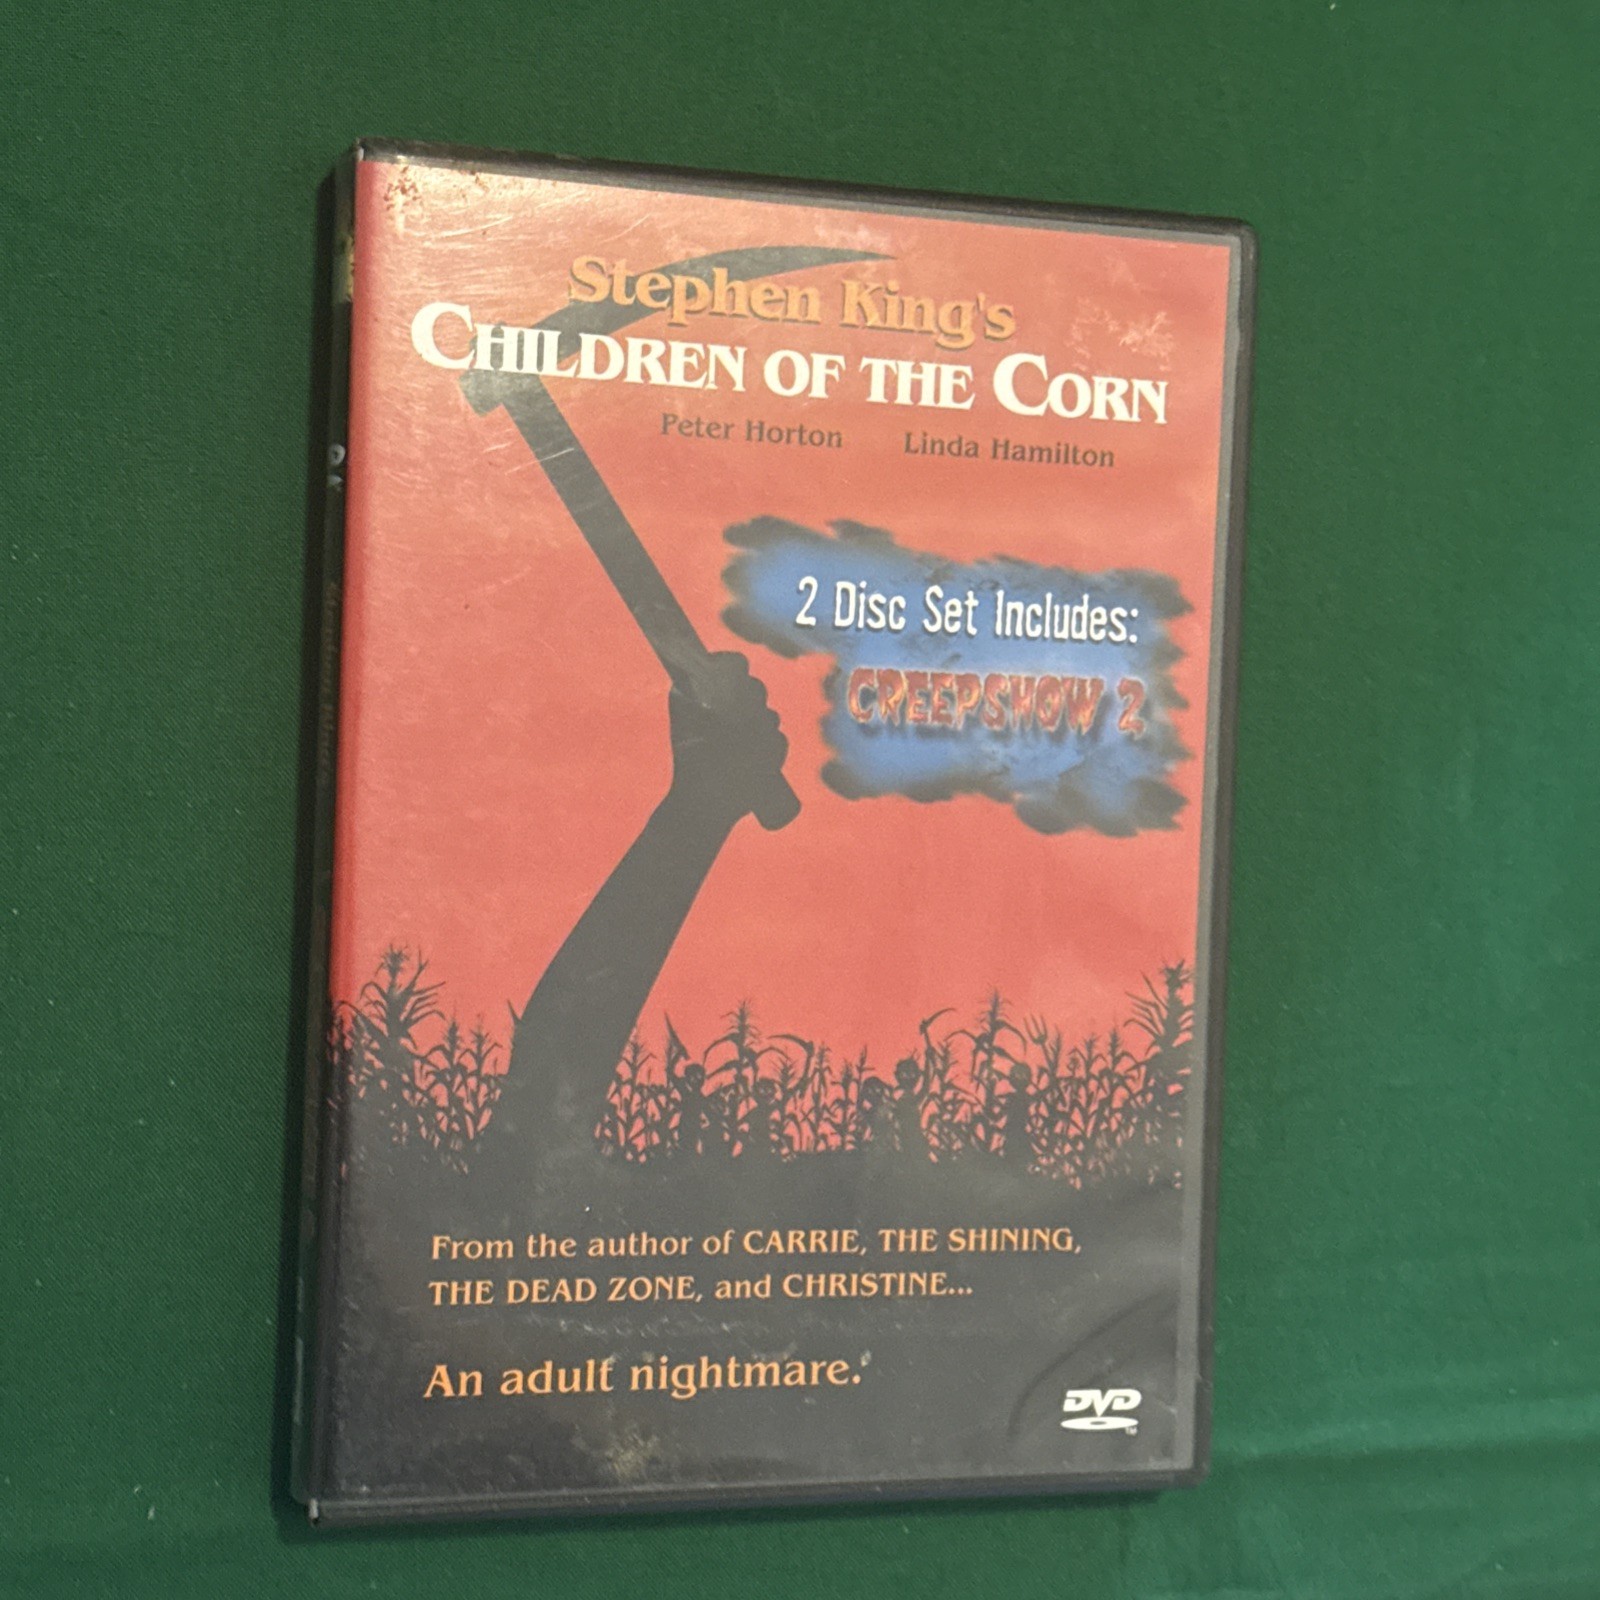 Stephen King's
CHILDREN OF THE CORN
Peter Horton Linda Hamilton
2 Disc Set Includes:
CREEPSHOW 2
From the author of CARRIE, THE SHINING,
THE DEAD ZONE, and CHRISTINE...
An adult nightmare.
DVD
TM